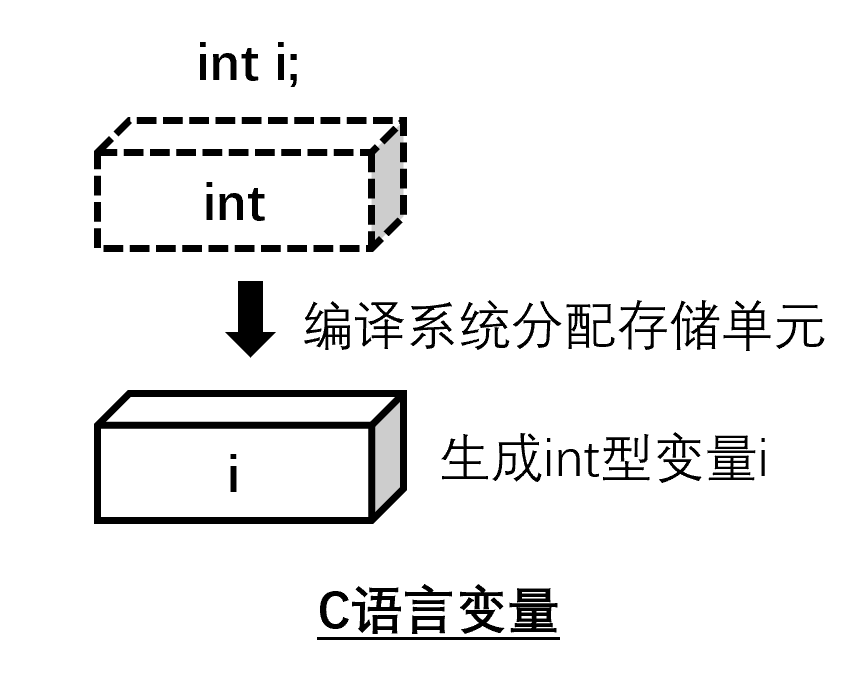 int i;
int
编译系统分配存储单元
i
生成int型变量i
C语言变量